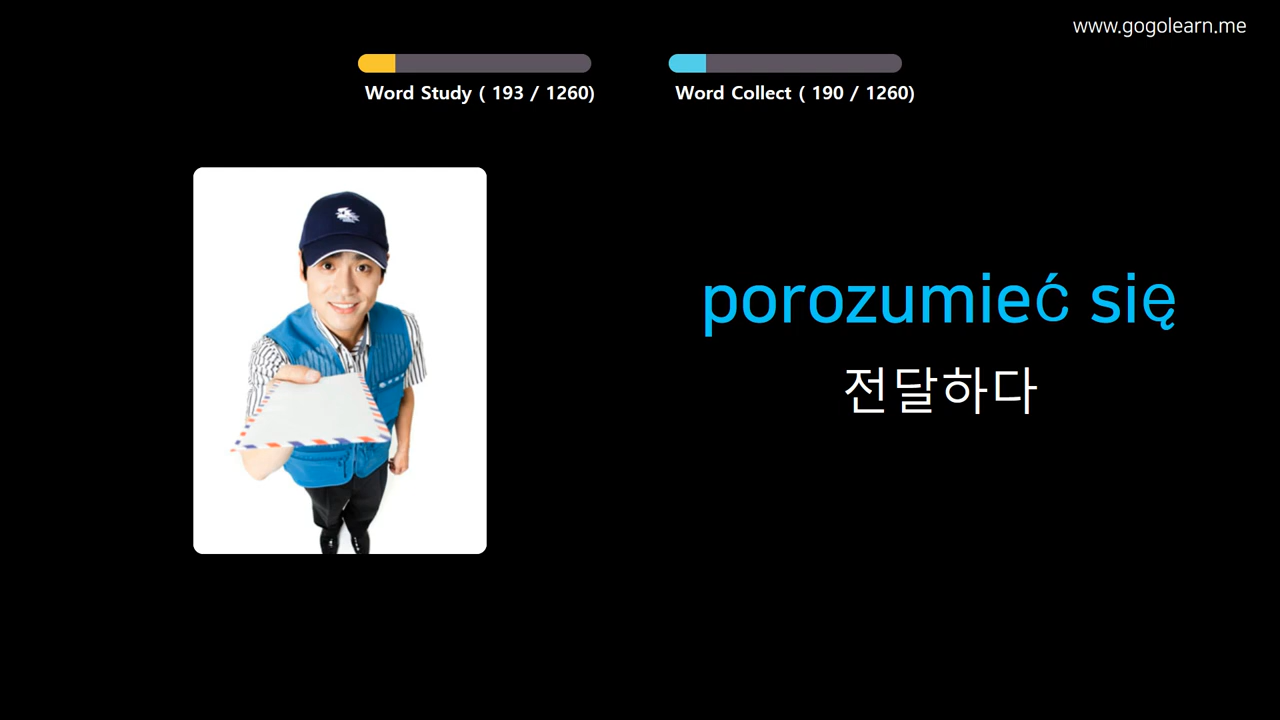 www.gogolearn.me
Word Study ( 193 / 1260)
Word Collect ( 190 / 1260)
porozumieć się
전달하다